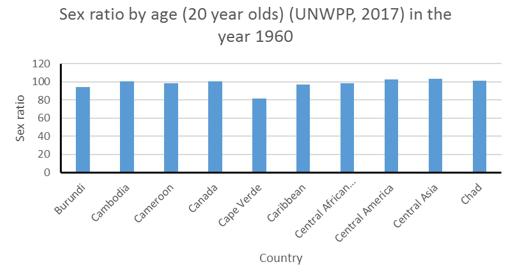 Sex ratio by age (20 year olds) (UNWPP, 2017) in the
year 1960
120
100
80
60
40
20
0
Sex ratio
Burundi
Cambodia
Cameroon
Canada
Cape Verde
Caribbean
Central African...
Central America
Central Asia
Chad
Country